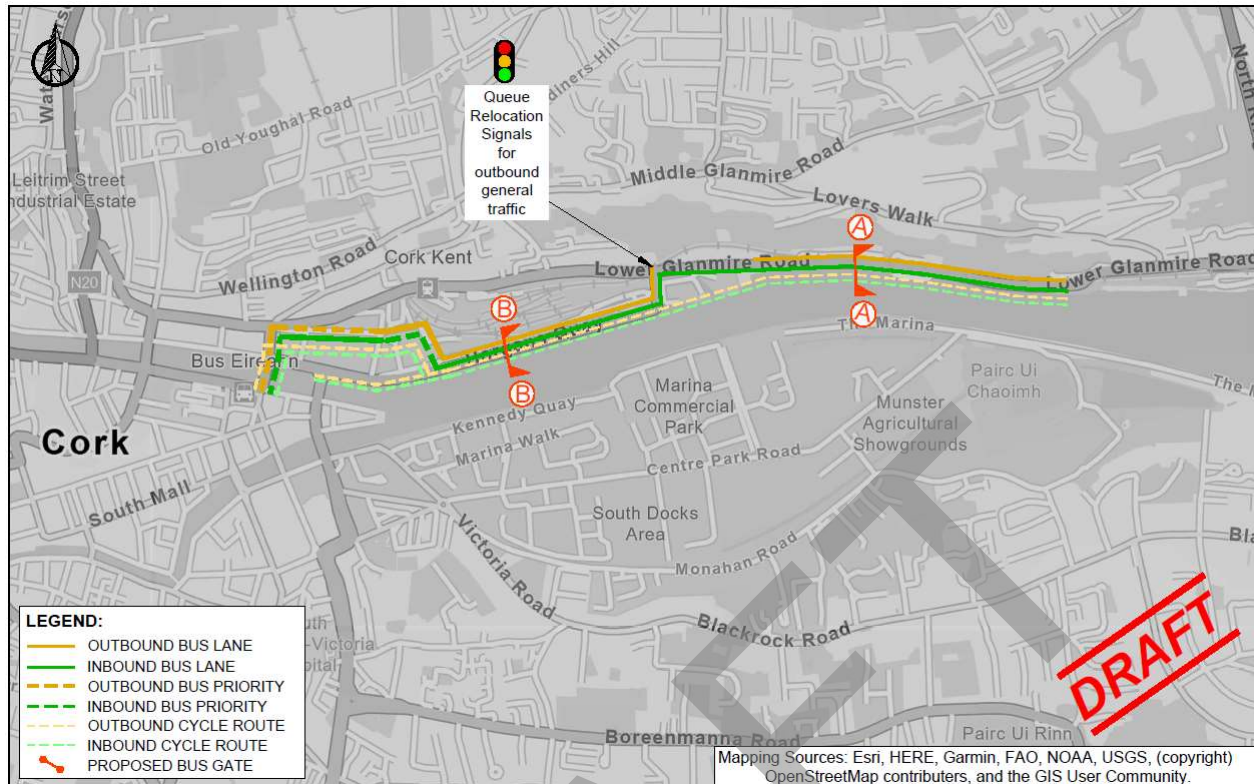 Old Youghal Road
Queue
Relocation
Signals
for
outbound
general
traffic
Middle Glanmire Road
Leitrim Street
ndustrial Estate
Lovers Walk
Wellington Road
Cork Kent
Lower Glanmire Road
Lower Glanmire Road
N20
A
A
B
B
The Marina
Bus Eireann
Pairc Ui
Chaoimh
Marina
Commercial
Park
Munster
Agricultural
Showgrounds
Kennedy Quay
Marina Walk
Cork
Centre Park Road
South Mall
South Docks
Area
Victoria Road
Monahan Road
Blackrock Road
DRAFT
LEGEND:
OUTBOUND BUS LANE
INBOUND BUS LANE
OUTBOUND BUS PRIORITY
INBOUND BUS PRIORITY
OUTBOUND CYCLE ROUTE
INBOUND CYCLE ROUTE
PROPOSED BUS GATE
Boreenmanna Road
Pairc Ui Rinn
Mapping Sources: Esri, HERE, Garmin, FAO, NOAA, USGS, (copyright)
OpenStreetMap contributers, and the GIS User Community